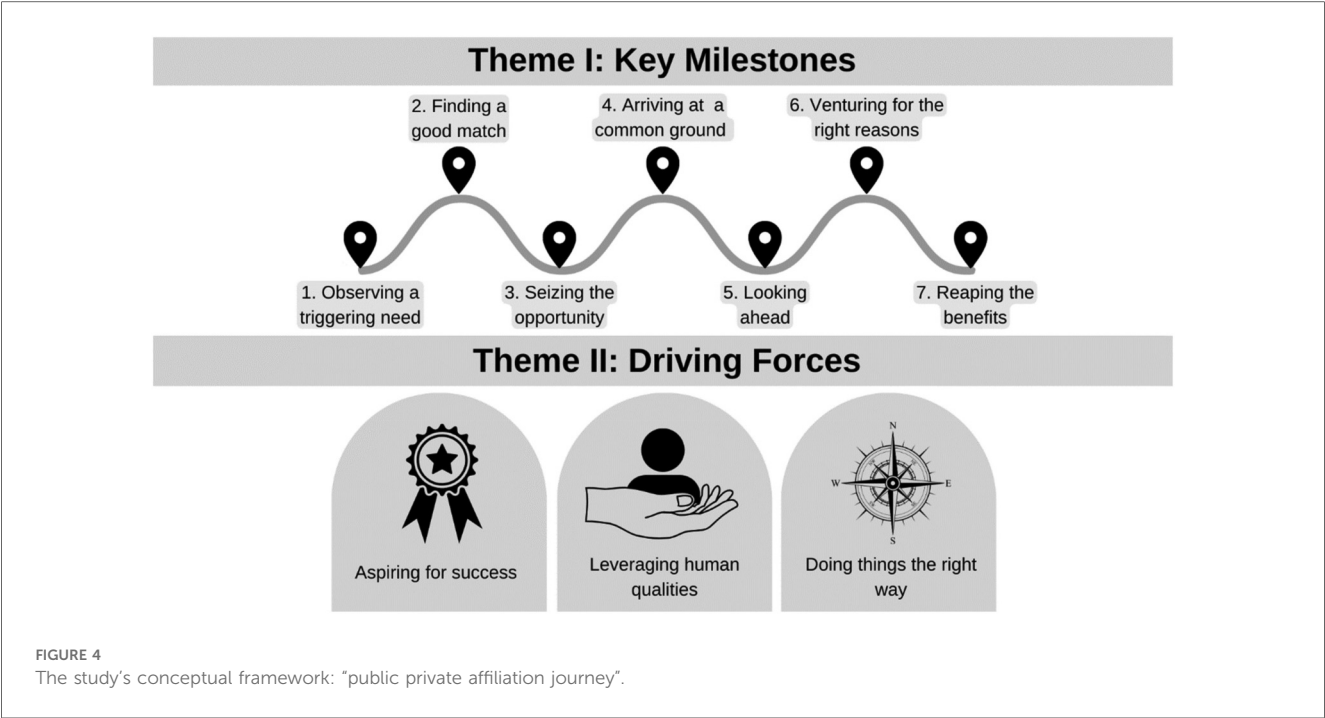 Theme I: Key Milestones
2. Finding a
good match
4. Arriving at a
common ground
6. Venturing for the
right reasons
1. Observing a
triggering need
3. Seizing the
opportunity
5. Looking
ahead
7. Reaping the
benefits
Theme II: Driving Forces
Aspiring for success
Leveraging human
qualities
N
W
E
S
Doing things the right
way
FIGURE 4
The study's conceptual framework: “public private affiliation journey”.